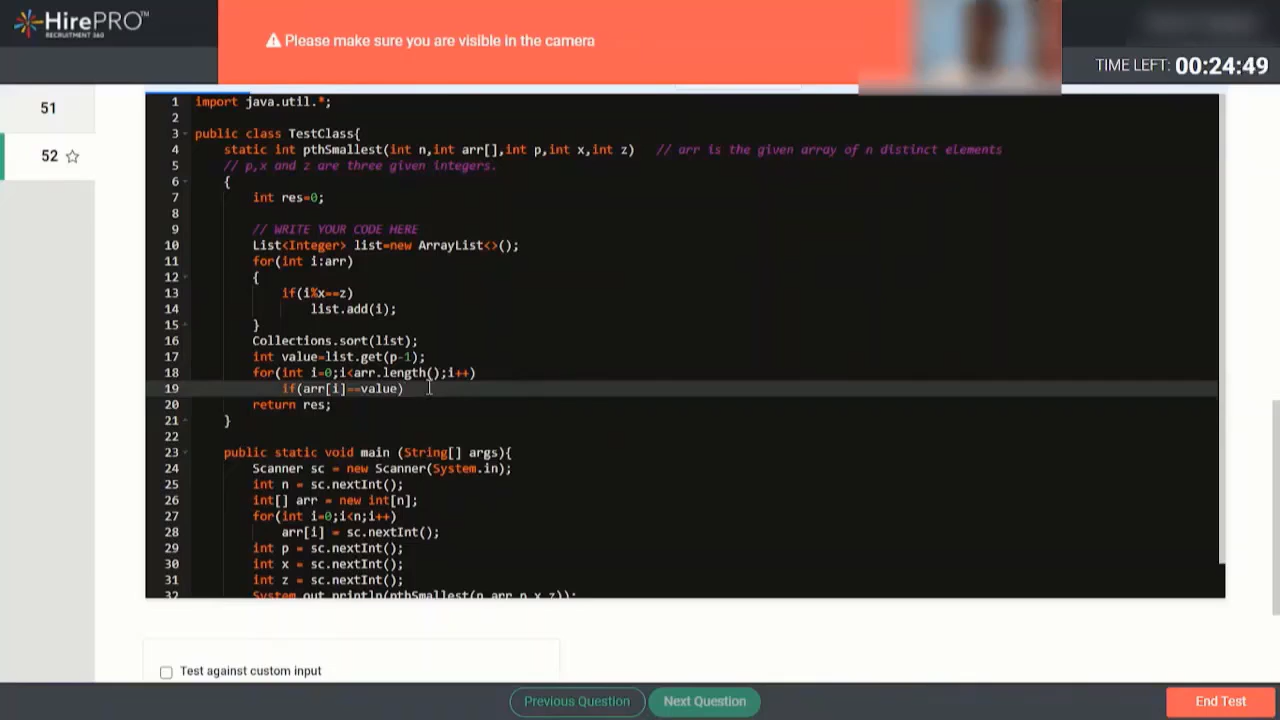 HirePRO™
RECRUITMENT 360
Please make sure you are visible in the camera
TIME LEFT: 00:24:49
51
52
1 import java.util.*;
2
3 public class TestClass{
4 static int pthSmallest(int n,int arr[],int p,int x,int z) // arr is the given array of n distinct elements
5 // p,x and z are three given integers.
6 {
7 int res=0;
8
9 // WRITE YOUR CODE HERE
10 List<Integer> list=new ArrayList<>();
11 for(int i:arr)
12 {
13 if(i%x==z)
14 list.add(i);
15 }
16 Collections.sort(list);
17 int value=list.get(p-1);
18 for(int i=0;i<arr.length();i++)
19 if(arr[i]==value)
20 return res;
21 }
22
23 public static void main (String[] args){
24 Scanner sc = new Scanner(System.in);
25 int n = sc.nextInt();
26 int[] arr = new int[n];
27 for(int i=0;i<n;i++)
28 arr[i] = sc.nextInt();
29 int p = sc.nextInt();
30 int x = sc.nextInt();
31 int z = sc.nextInt();
32 System.out.println(pthSmallest(n,arr,p,x,z));
Test against custom input
Previous Question
Next Question
End Test